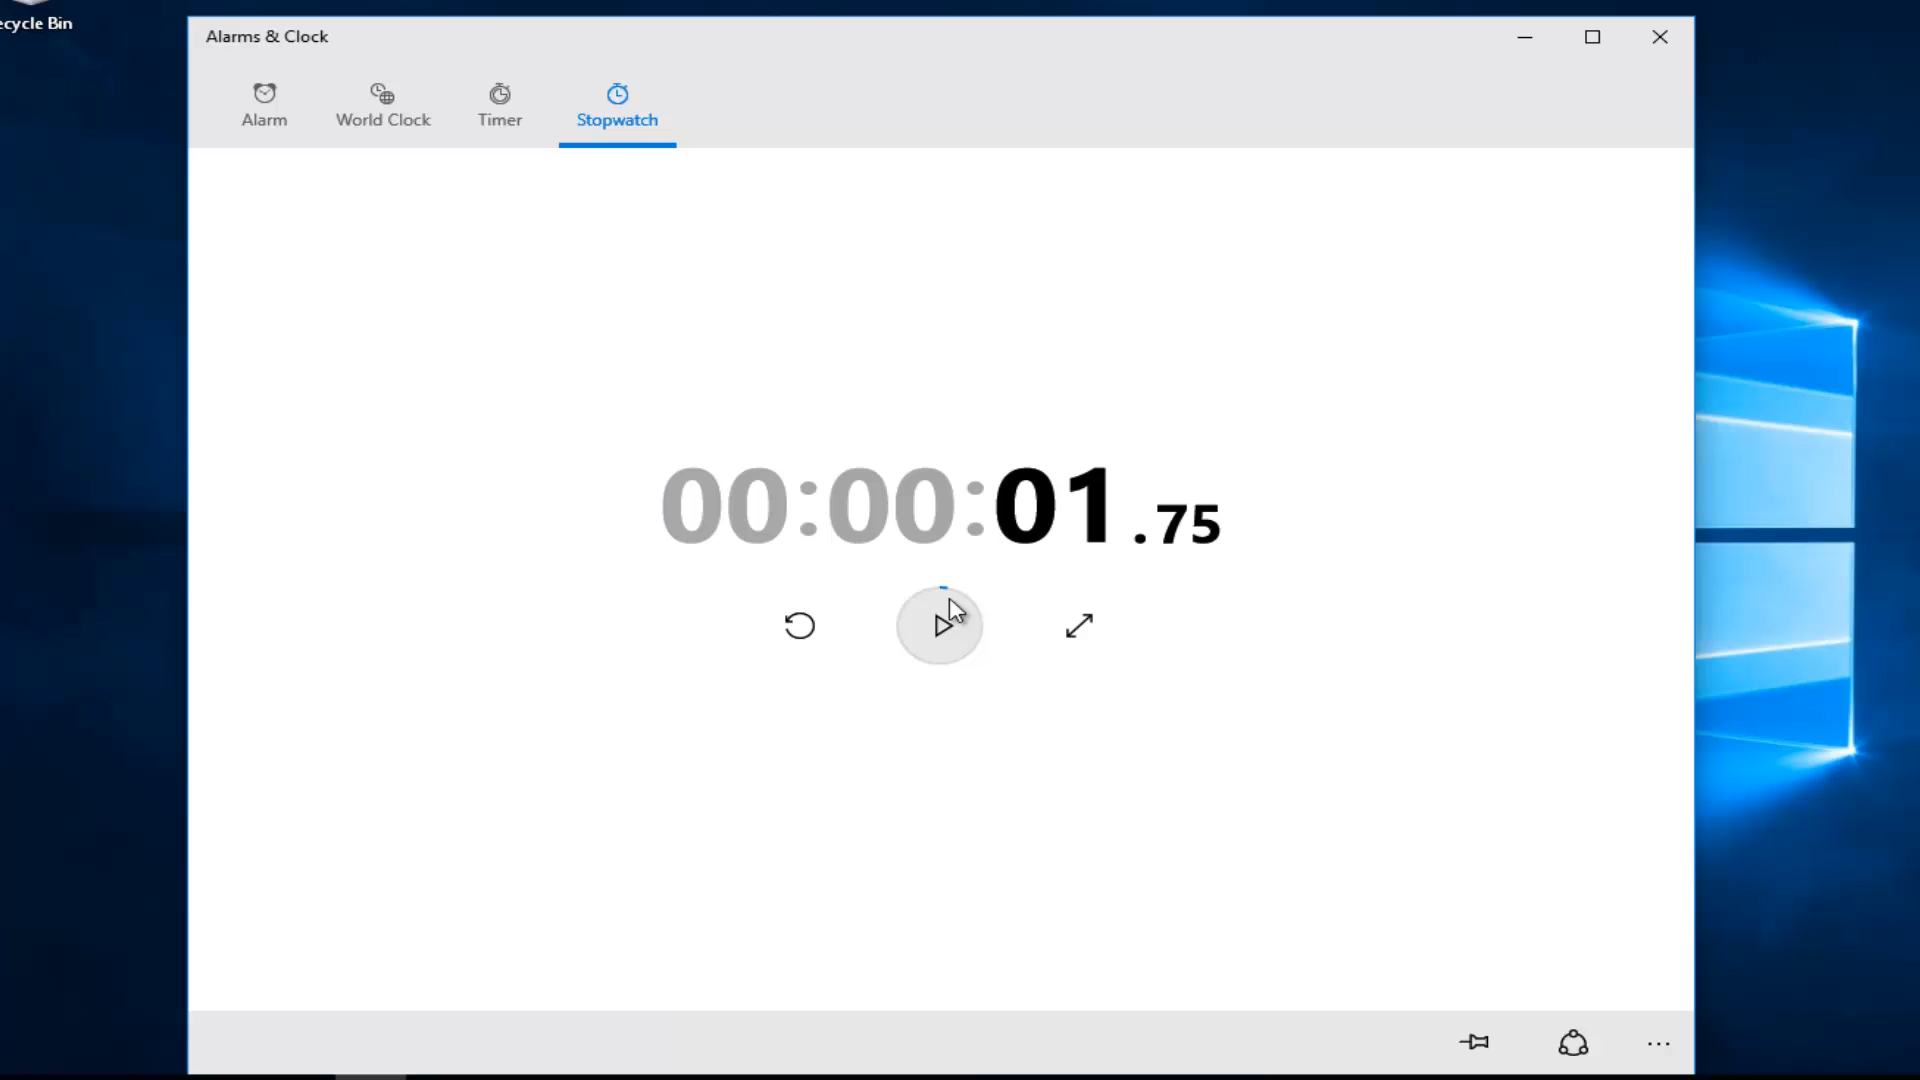 ecycle Bin
Alarms & Clock
Alarm
World Clock
Timer
Stopwatch
00:00:01.75